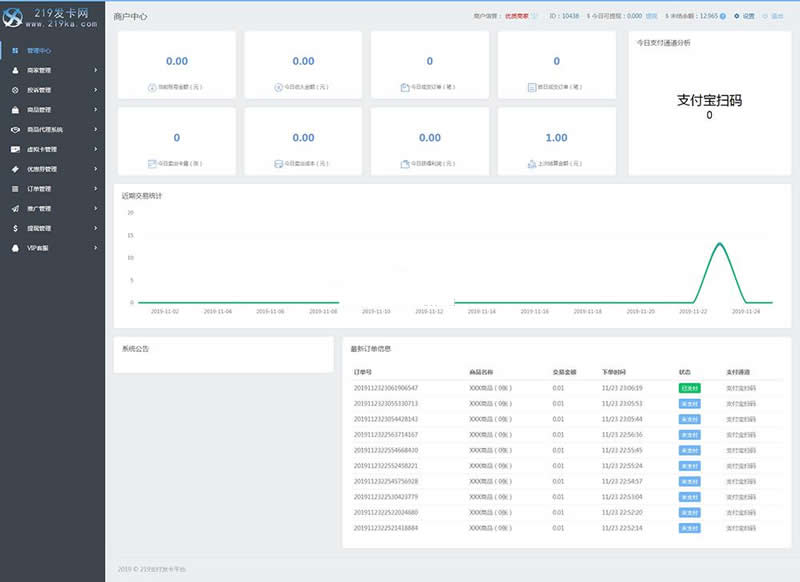 219发卡网
www.219ka.com
管理中心
商家管理
投诉管理
商品管理
商品代理系统
虚拟卡管理
优惠券管理
订单管理
推广管理
提现管理
VIP客服
商户中心
商户信誉：优质商家
ID：10438
$ 今日可提现：0.000 提现
$ 未结余额：12.965
设置
退出
0.00
当前账号金额（元）
0.00
今日收入金额（元）
0
今日成交订单（笔）
0
昨日成交订单（笔）
0
今日卖出卡量（张）
0.00
今日卖出成本（元）
0.00
今日获得利润（元）
1.00
上次结算金额（元）
今日支付通道分析
支付宝扫码
0
近期交易统计
20
15
10
5
0
2019-11-02 2019-11-04 2019-11-06 2019-11-08 2019-11-10 2019-11-12 2019-11-14 2019-11-16 2019-11-18 2019-11-20 2019-11-22 2019-11-24
系统公告
最新订单信息
订单号 商品名称 交易金额 下单时间 状态 支付通道
2019112323061906547 XXX商品（0张） 0.01 11/23 23:06:19 已支付 支付宝扫码
2019112323055330713 XXX商品（0张） 0.01 11/23 23:05:53 未支付 支付宝扫码
2019112323054428143 XXX商品（0张） 0.01 11/23 23:05:44 未支付 支付宝扫码
2019112322563714167 XXX商品（0张） 0.01 11/23 22:56:36 未支付 支付宝扫码
2019112322554668430 XXX商品（0张） 0.01 11/23 22:55:45 未支付 支付宝扫码
2019112322552458221 XXX商品（0张） 0.01 11/23 22:55:24 未支付 支付宝扫码
2019112322545756928 XXX商品（0张） 0.01 11/23 22:54:57 未支付 支付宝扫码
2019112322530423779 XXX商品（0张） 0.01 11/23 22:53:04 未支付 支付宝扫码
2019112322522024880 XXX商品（0张） 0.01 11/23 22:52:20 未支付 支付宝扫码
2019112322521418884 XXX商品（0张） 0.01 11/23 22:52:14 未支付 支付宝扫码